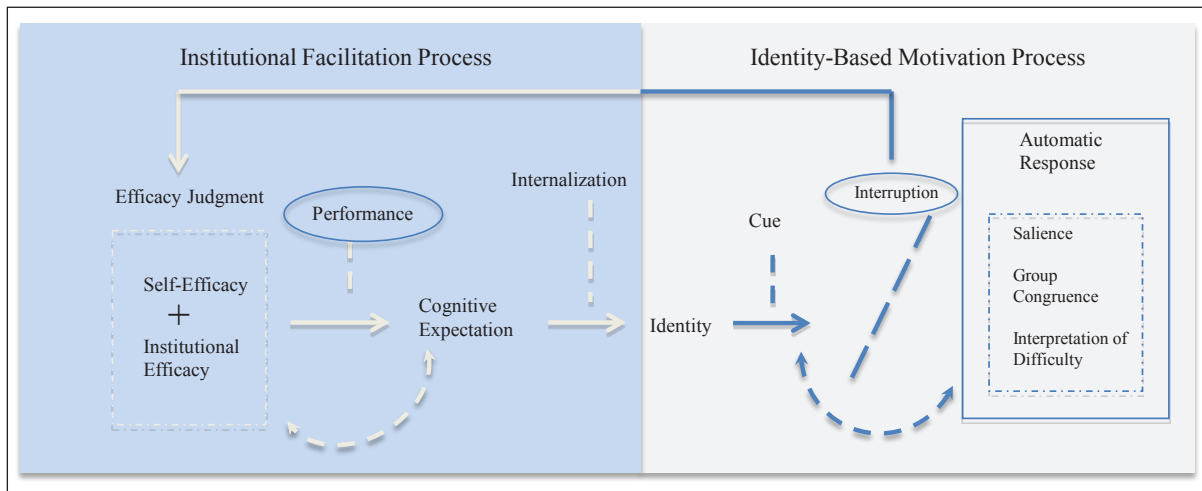 Institutional Facilitation Process
Identity-Based Motivation Process
Efficacy Judgment
Performance
Internalization
Self-Efficacy
+
Institutional
Efficacy
Cognitive
Expectation
Identity
Cue
Interruption
Automatic
Response
Salience
Group
Congruence
Interpretation of
Difficulty